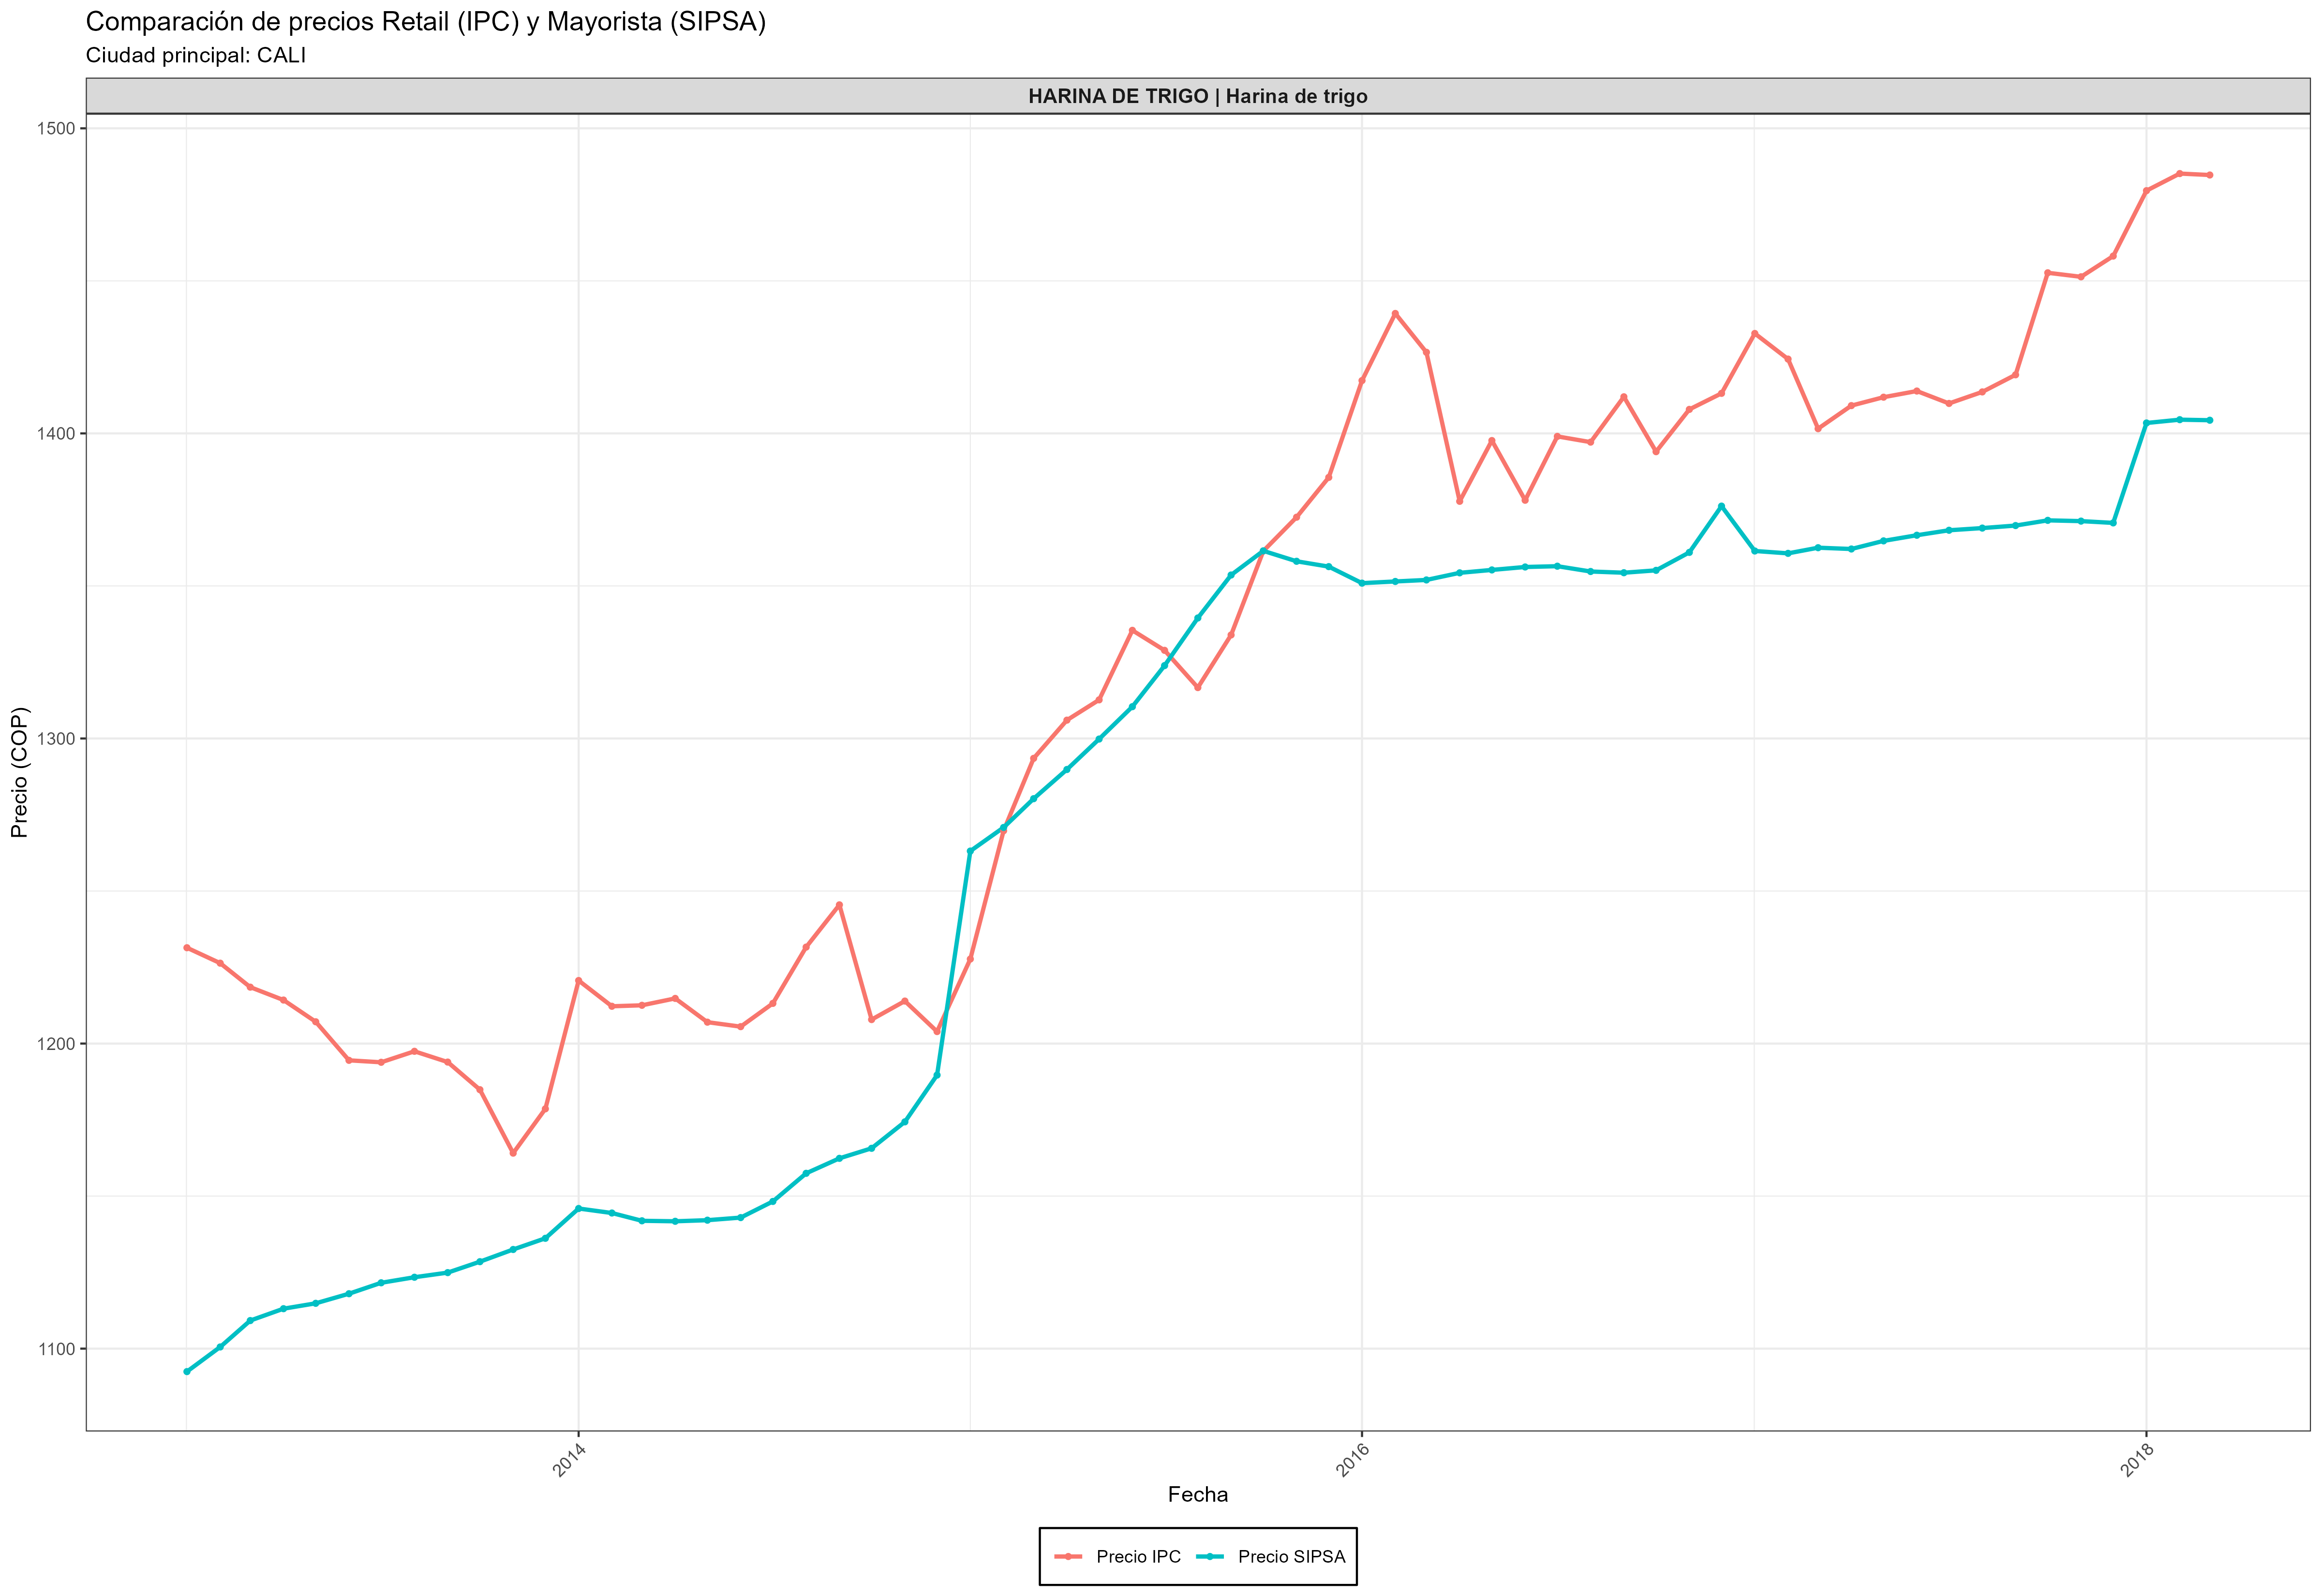 Comparación de precios Retail (IPC) y Mayorista (SIPSA)
Ciudad principal: CALI
HARINA DE TRIGO | Harina de trigo
1500
1400
1300
1200
1100
Precio (COP)
2014
2016
2018
Fecha
Precio IPC
Precio SIPSA